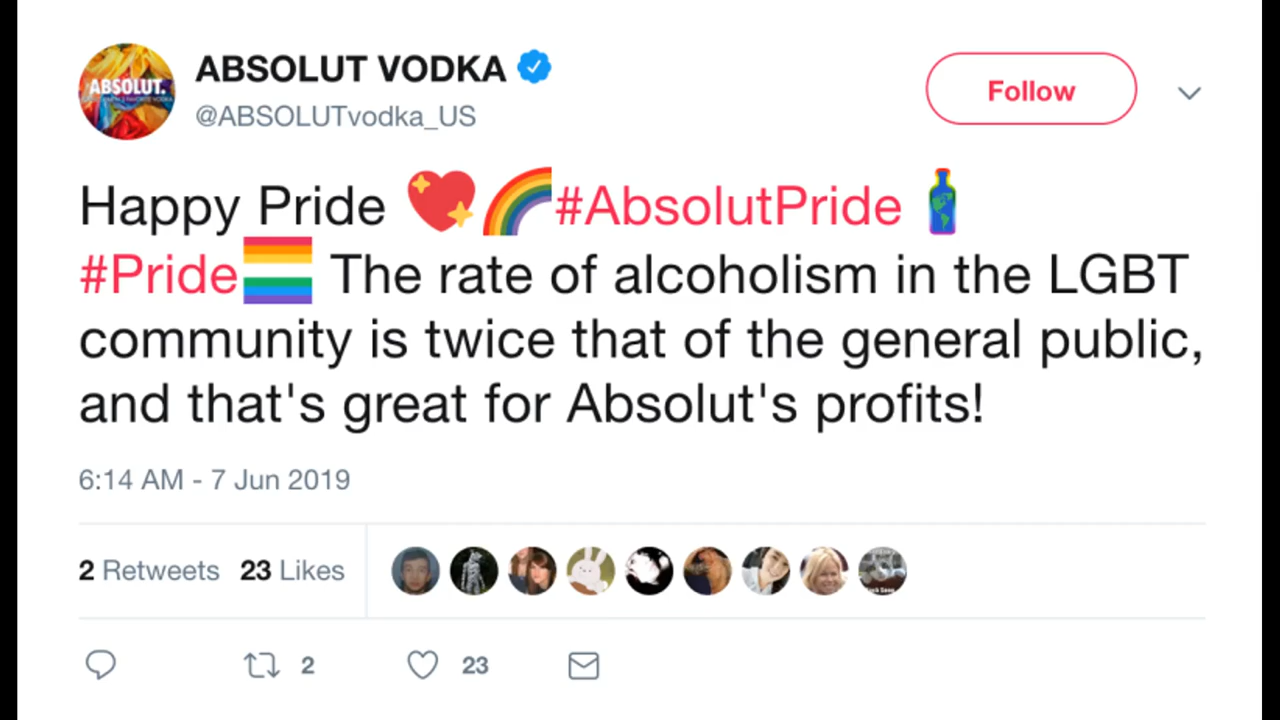 ABSOLUT.
ABSOLUT VODKA
@ABSOLUTvodka_US
Follow
Happy Pride 💖🌈#AbsolutPride
#Pride The rate of alcoholism in the LGBT
community is twice that of the general public,
and that's great for Absolut's profits!
6:14 AM - 7 Jun 2019
2 Retweets 23 Likes
2 23